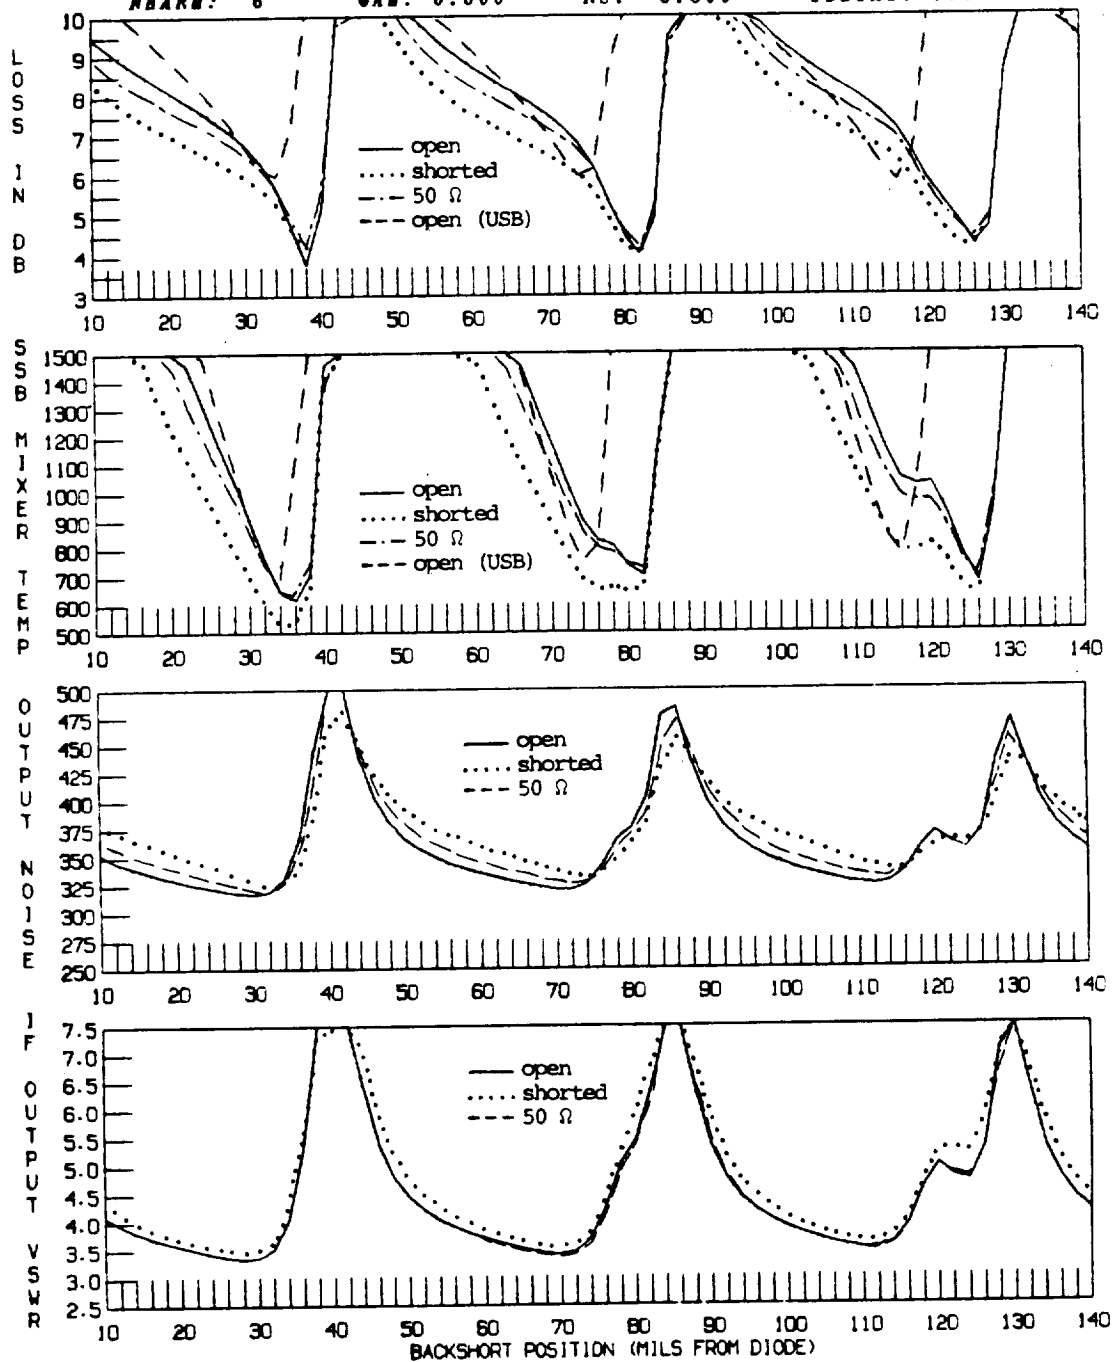 NHARM: 6
LOSS IN DB
10
9
8
7
6
5
4
3
open
shorted
50 Ω
open (USB)
10 20 30 40 50 60 70 80 90 100 110 120 130 140
SSB MIXER TEMP
1500
1400
1300
1200
1100
1000
900
800
700
600
500
open
shorted
50 Ω
open (USB)
10 20 30 40 50 60 70 80 90 100 110 120 130 140
OUTPUT NOISE
500
475
450
425
400
375
350
325
300
275
250
open
shorted
50 Ω
10 20 30 40 50 60 70 80 90 100 110 120 130 140
IF OUTPUT VSWR
7.5
7.0
6.5
6.0
5.5
5.0
4.5
4.0
3.5
3.0
2.5
open
shorted
50 Ω
10 20 30 40 50 60 70 80 90 100 110 120 130 140
BACKSHORT POSITION (MILS FROM DIODE)